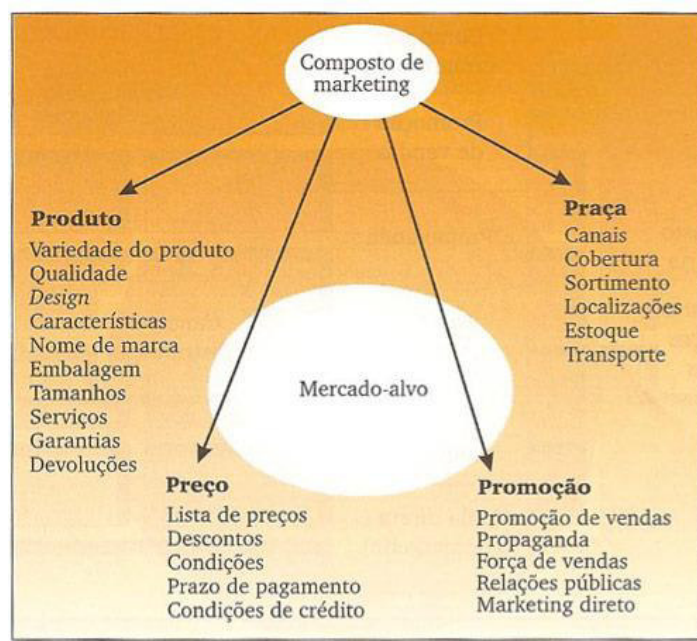 Composto de
marketing
Produto
Variedade do produto
Qualidade
Design
Características
Nome de marca
Embalagem
Tamanhos
Serviços
Garantias
Devoluções
Praça
Canais
Cobertura
Sortimento
Localizações
Estoque
Transporte
Mercado-alvo
Preço
Lista de preços
Descontos
Condições
Prazo de pagamento
Condições de crédito
Promoção
Promoção de vendas
Propaganda
Força de vendas
Relações públicas
Marketing direto